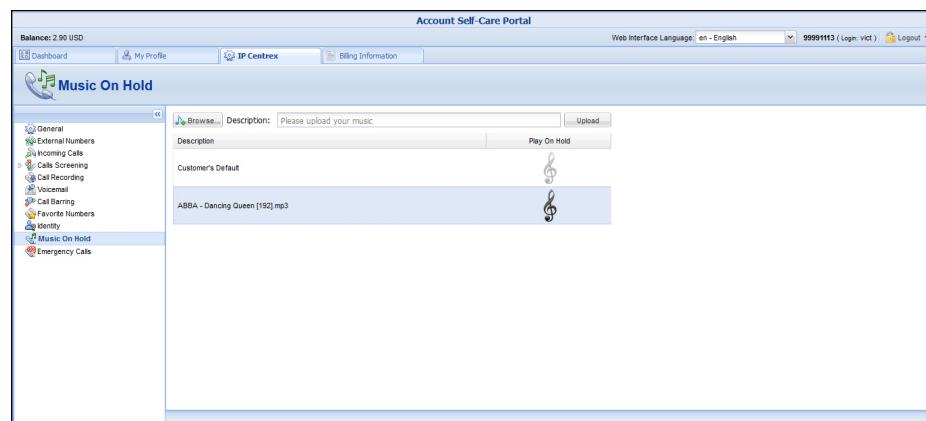 Account Self-Care Portal
Balance: 2.90 USD
Web Interface Language: en - English 99991113 ( Login: vict ) Logout
Dashboard My Profile IP Centrex Billing Information
Music On Hold
General
External Numbers
Incoming Calls
Calls Screening
Call Recording
Voicemail
Call Barring
Favorite Numbers
Identity
Music On Hold
Emergency Calls
Browse... Description: Please upload your music Upload
Description Play On Hold
Customer's Default
ABBA - Dancing Queen [192].mp3